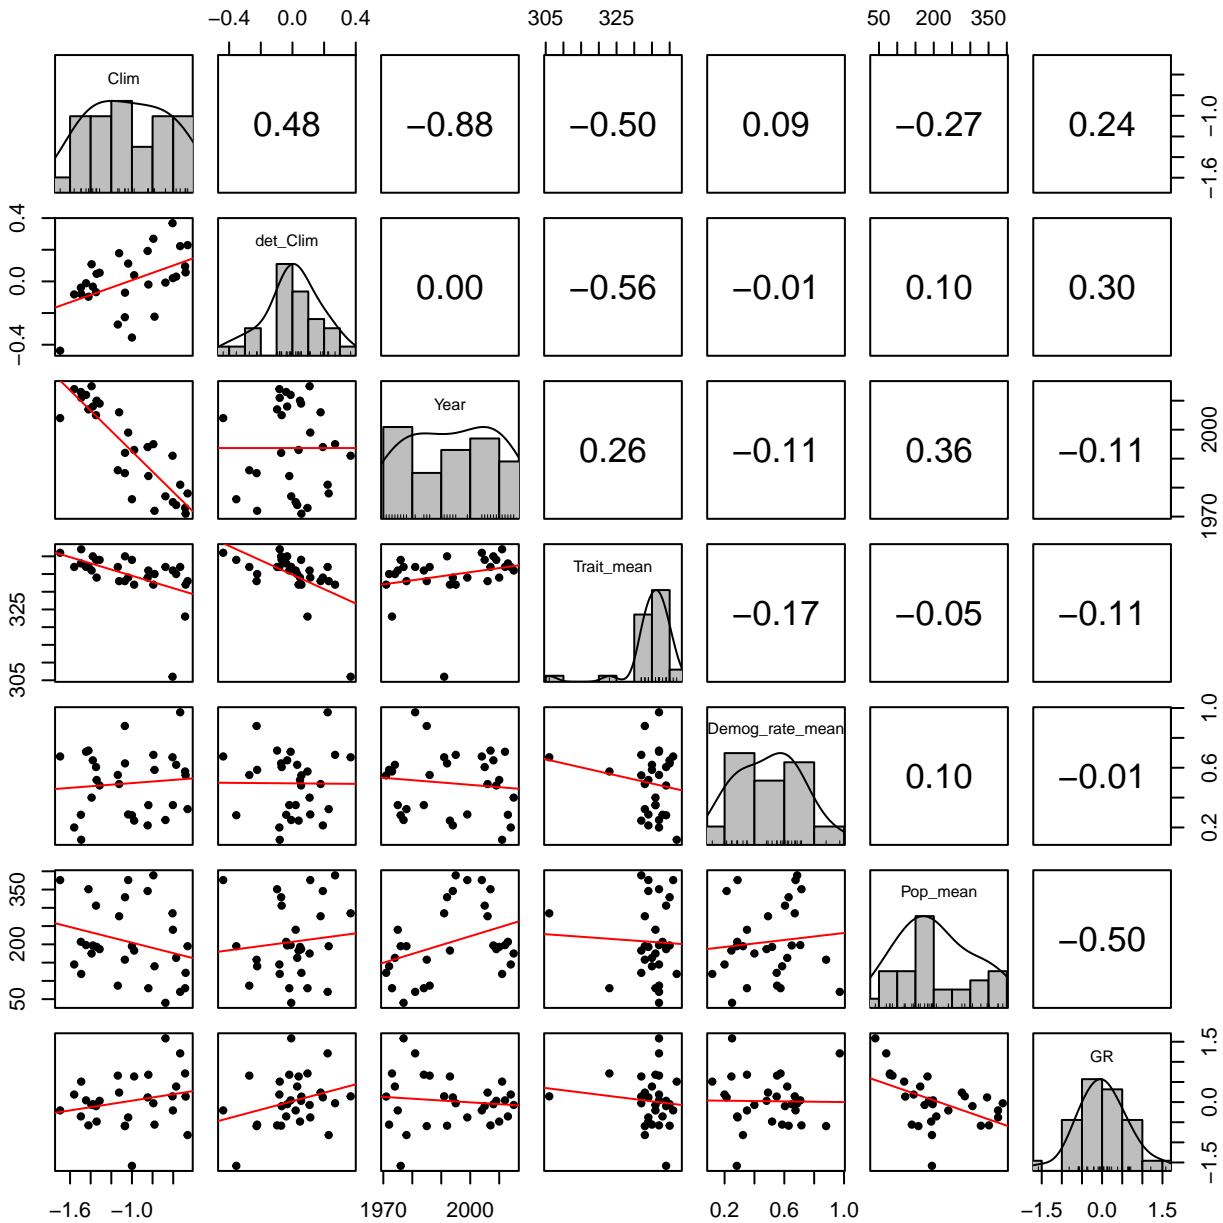 −0.4 0.0 0.4 305 325 50 200 350
Clim 0.48 −0.88 −0.50 0.09 −0.27 0.24 −1.6 −1.0
−0.4 0.0 0.4 det_Clim 0.00 −0.56 −0.01 0.10 0.30
Year 0.26 −0.11 0.36 −0.11 1970 2000
305 325 Trait_mean −0.17 −0.05 −0.11
Demog_rate_mean 0.10 −0.01 0.2 0.6 1.0
50 200 350 Pop_mean −0.50
GR −1.5 0.0 1.5
−1.6 −1.0 1970 2000 0.2 0.6 1.0 −1.5 0.0 1.5